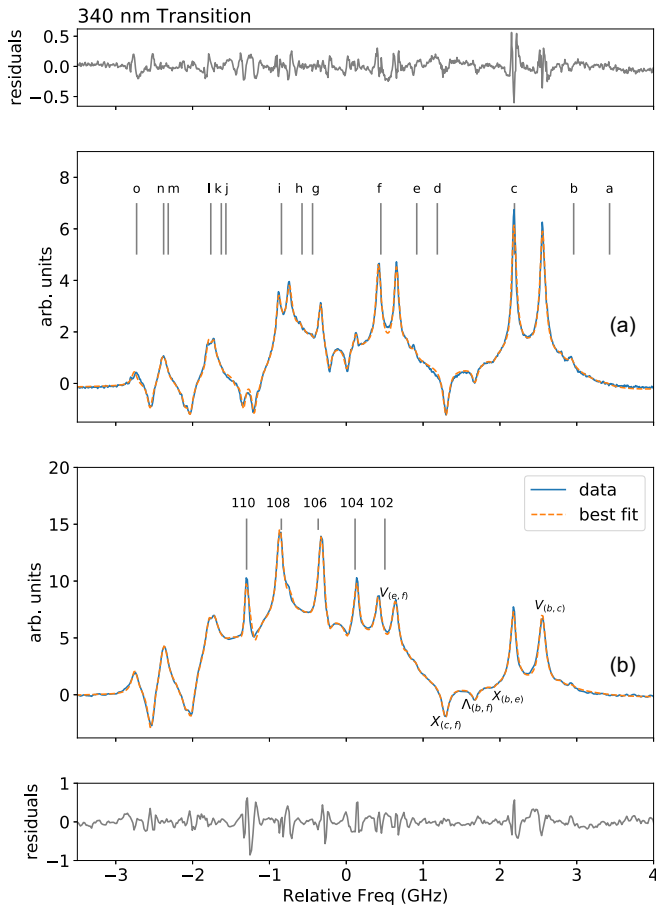 340 nm Transition
0.5
0.0
−0.5
residuals
o n m l k j i h g f e d c b a
8
6
4
2
0
arb. units
(a)
20
15
10
5
0
arb. units
110 108 106 104 102
data
best fit
V(e, f)
V(b, c)
(b)
X(b, e)
Λ(b, f)
X(c, f)
1
0
−1
residuals
−3 −2 −1 0 1 2 3 4
Relative Freq (GHz)